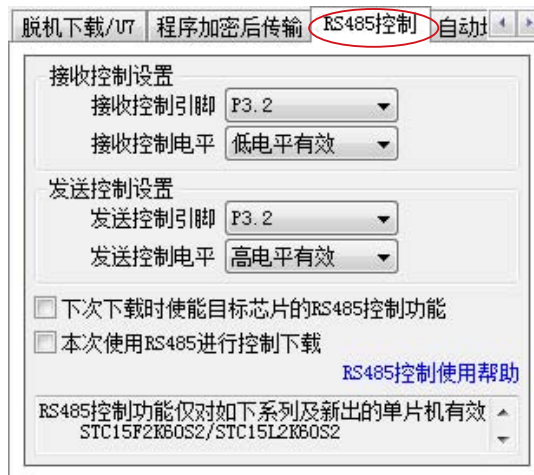 脱机下载/U7 程序加密后传输 RS485控制 自动
接收控制设置
接收控制引脚 P3.2
接收控制电平 低电平有效
发送控制设置
发送控制引脚 P3.2
发送控制电平 高电平有效
下次下载时使能目标芯片的RS485控制功能
本次使用RS485进行控制下载
RS485控制使用帮助
RS485控制功能仅对如下系列及新出的单片机有效
STC15F2K60S2/STC15L2K60S2